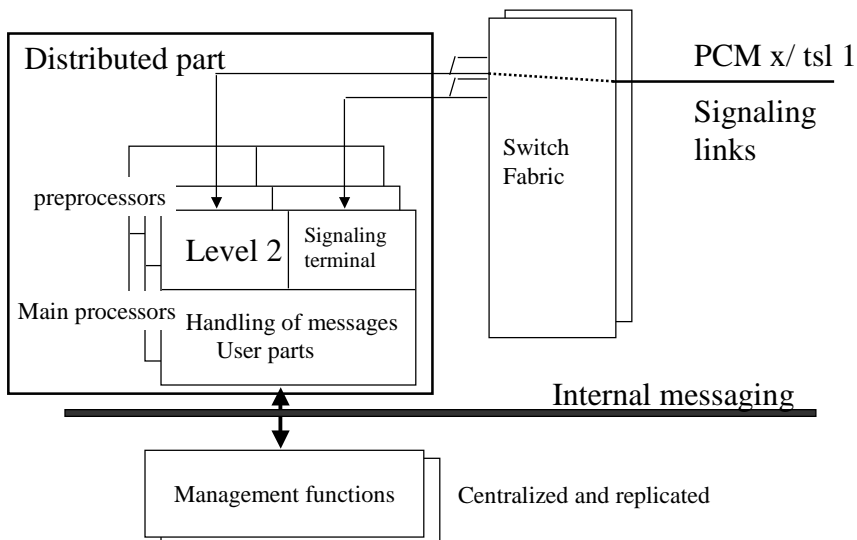 Distributed part
PCM x/ tsl 1
Signaling
links
Switch
Fabric
preprocessors
Level 2
Signaling
terminal
Main processors
Handling of messages
User parts
Internal messaging
Management functions
Centralized and replicated